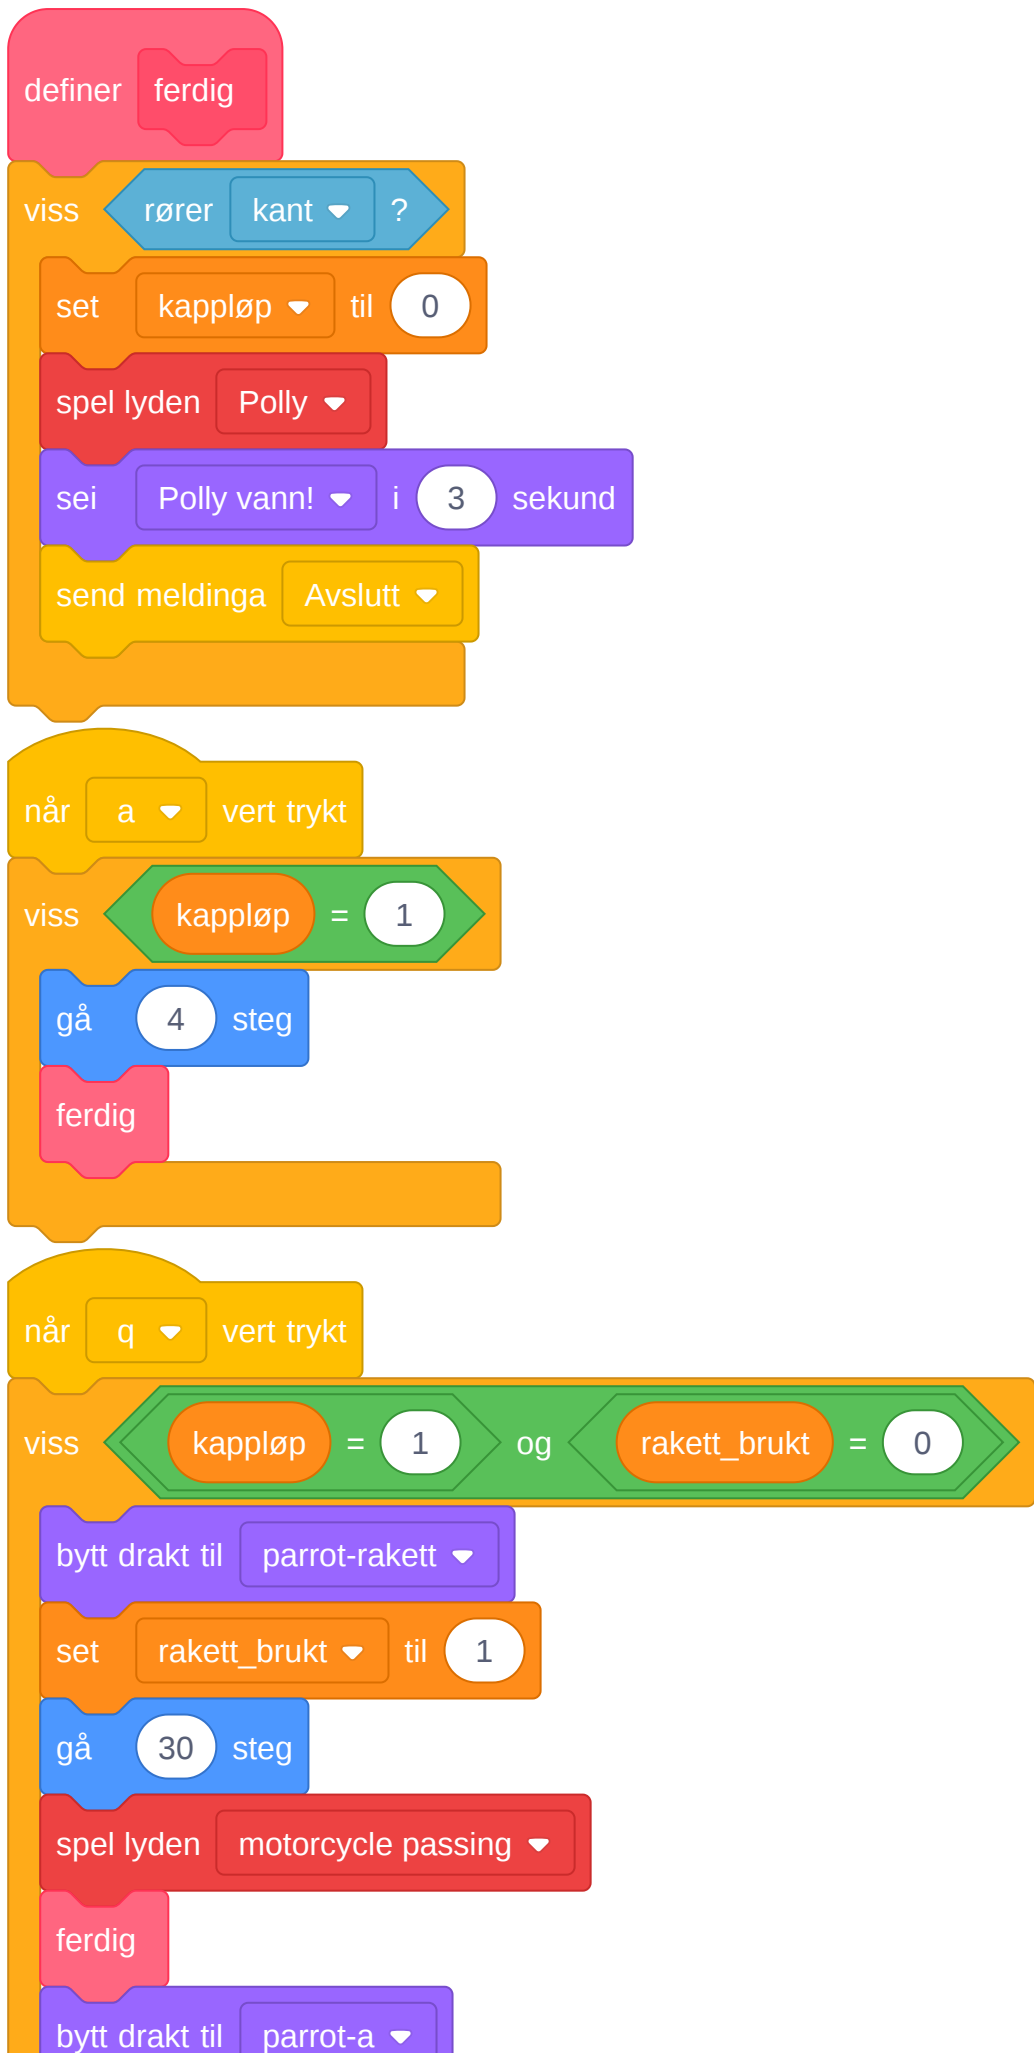 definer ferdig
viss rører kant ?
set kappløp til 0
spel lyden Polly
sei Polly vann! i 3 sekund
send meldinga Avslutt
når a vert trykt
viss kappløp = 1
gå 4 steg
ferdig
når q vert trykt
viss kappløp = 1 og rakett_brukt = 0
bytt drakt til parrot-rakett
set rakett_brukt til 1
gå 30 steg
spel lyden motorcycle passing
ferdig
bytt drakt til parrot-a